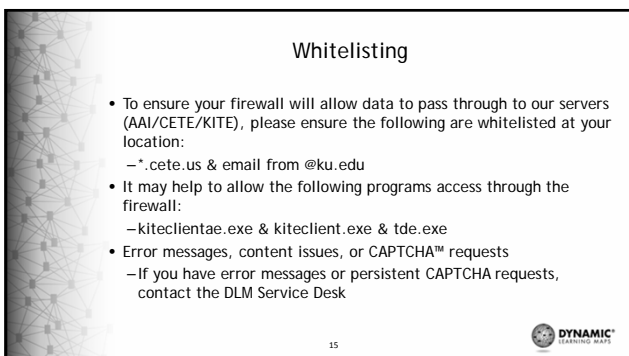 Whitelisting
• To ensure your firewall will allow data to pass through to our servers
(AAI/CETE/KITE), please ensure the following are whitelisted at your
location:
–*.cete.us & email from @ku.edu
• It may help to allow the following programs access through the
firewall:
–kiteclientae.exe & kiteclient.exe & tde.exe
• Error messages, content issues, or CAPTCHA™ requests
–If you have error messages or persistent CAPTCHA requests,
contact the DLM Service Desk
15
DYNAMIC®
LEARNING MAPS